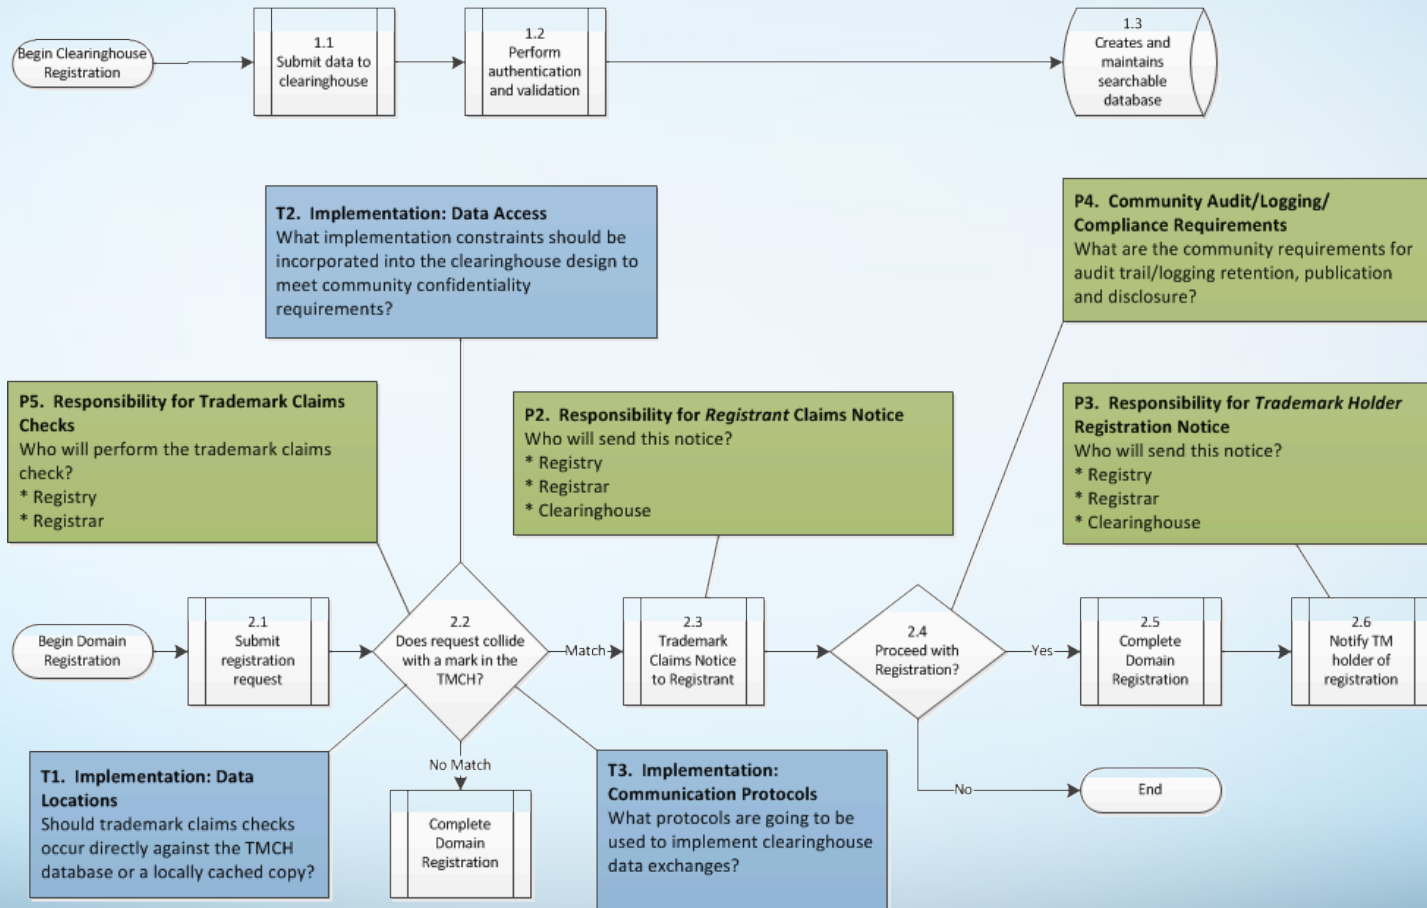 Begin Clearinghouse
Registration
1.1
Submit data to
clearinghouse
1.2
Perform
authentication
and validation
1.3
Creates and
maintains
searchable
database
T2.  Implementation: Data Access
What implementation constraints should be
incorporated into the clearinghouse design to
meet community confidentiality
requirements?
P4.  Community Audit/Logging/
Compliance Requirements
What are the community requirements for
audit trail/logging retention, publication
and disclosure?
P5.  Responsibility for Trademark Claims
Checks
Who will perform the trademark claims
check?
* Registry
* Registrar
P2.  Responsibility for Registrant Claims Notice
Who will send this notice?
* Registry
* Registrar
* Clearinghouse
P3.  Responsibility for Trademark Holder
Registration Notice
Who will send this notice?
* Registry
* Registrar
* Clearinghouse
Begin Domain
Registration
2.1
Submit
registration
request
2.2
Does request collide
with a mark in the
TMCH?
Match
2.3
Trademark
Claims Notice
to Registrant
2.4
Proceed with
Registration?
Yes
2.5
Complete
Domain
Registration
2.6
Notify TM
holder of
registration
No Match
Complete
Domain
Registration
No
End
T1.  Implementation: Data
Locations
Should trademark claims checks
occur directly against the TMCH
database or a locally cached copy?
T3.  Implementation:
Communication Protocols
What protocols are going to be
used to implement clearinghouse
data exchanges?